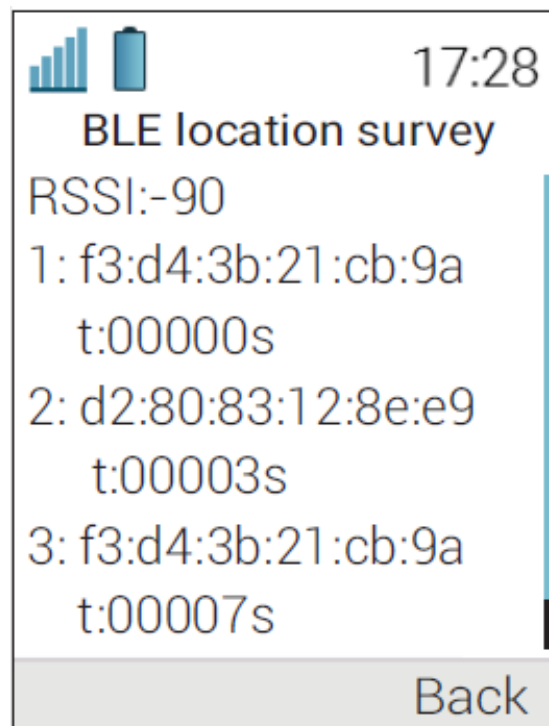 17:28
BLE location survey
RSSI:-90
1: f3:d4:3b:21:cb:9a
t:00000s
2: d2:80:83:12:8e:e9
t:00003s
3: f3:d4:3b:21:cb:9a
t:00007s
Back